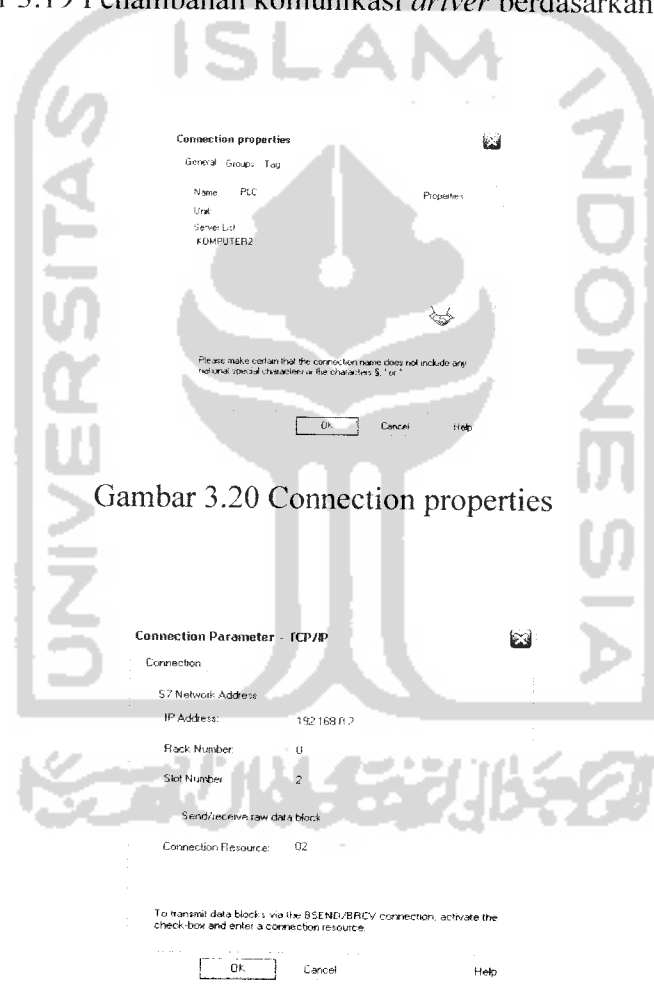 3.19 Penambahan komunikasi driver berdasarkan
ISLAM
UNIVERSITAS
INDONESIA
Connection properties
General Groups Tag
Name PLC
Properties
Unit
Server List
KOMPUTER2
Please make certain that the connection name does not include any
national special characters or the characters $, ' or "
OK Cancel Help
Gambar 3.20 Connection properties
Connection Parameter - TCP/IP
Connection
S7 Network Address
IP Address: 192.168.0.2
Rack Number: 0
Slot Number 2
Send/receive raw data block
Connection Resource: 02
To transmit data blocks via the BSEND/BRCV connection, activate the
check-box and enter a connection resource.
OK Cancel Help